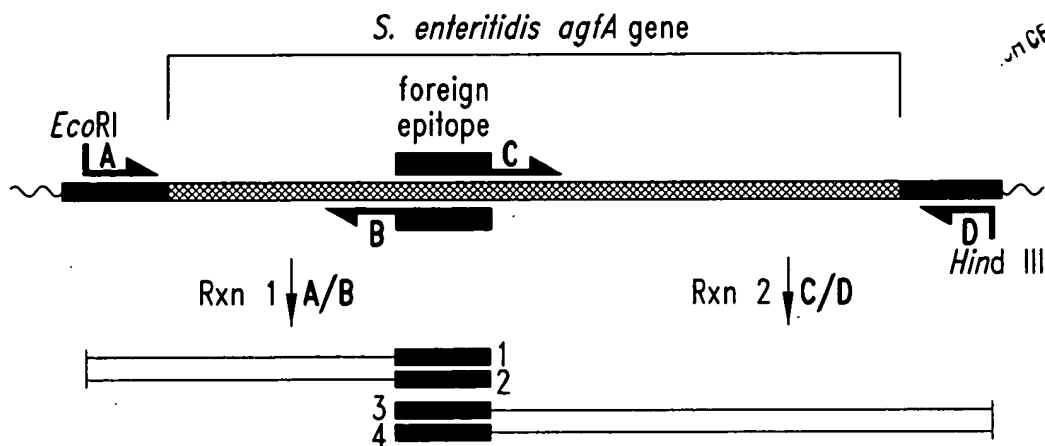 S. enteritidis agfA gene
foreign
epitope
EcoRI
A
C
B
D
Hind III
Rxn 1 A/B
Rxn 2 C/D
1
2
3
4